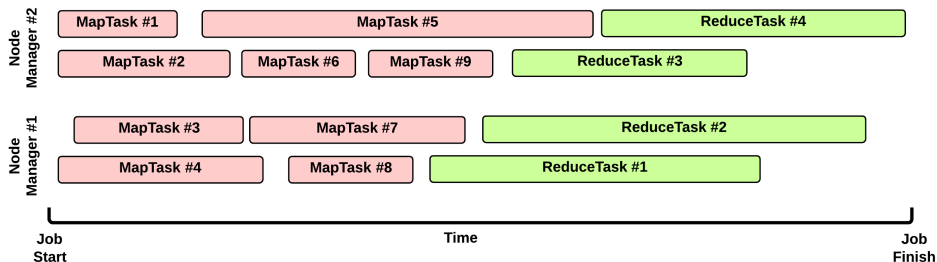 Node
Manager #2
MapTask #1
MapTask #5
ReduceTask #4
MapTask #2
MapTask #6
MapTask #9
ReduceTask #3
Node
Manager #1
MapTask #3
MapTask #7
ReduceTask #2
MapTask #4
MapTask #8
ReduceTask #1
Job
Start
Time
Job
Finish